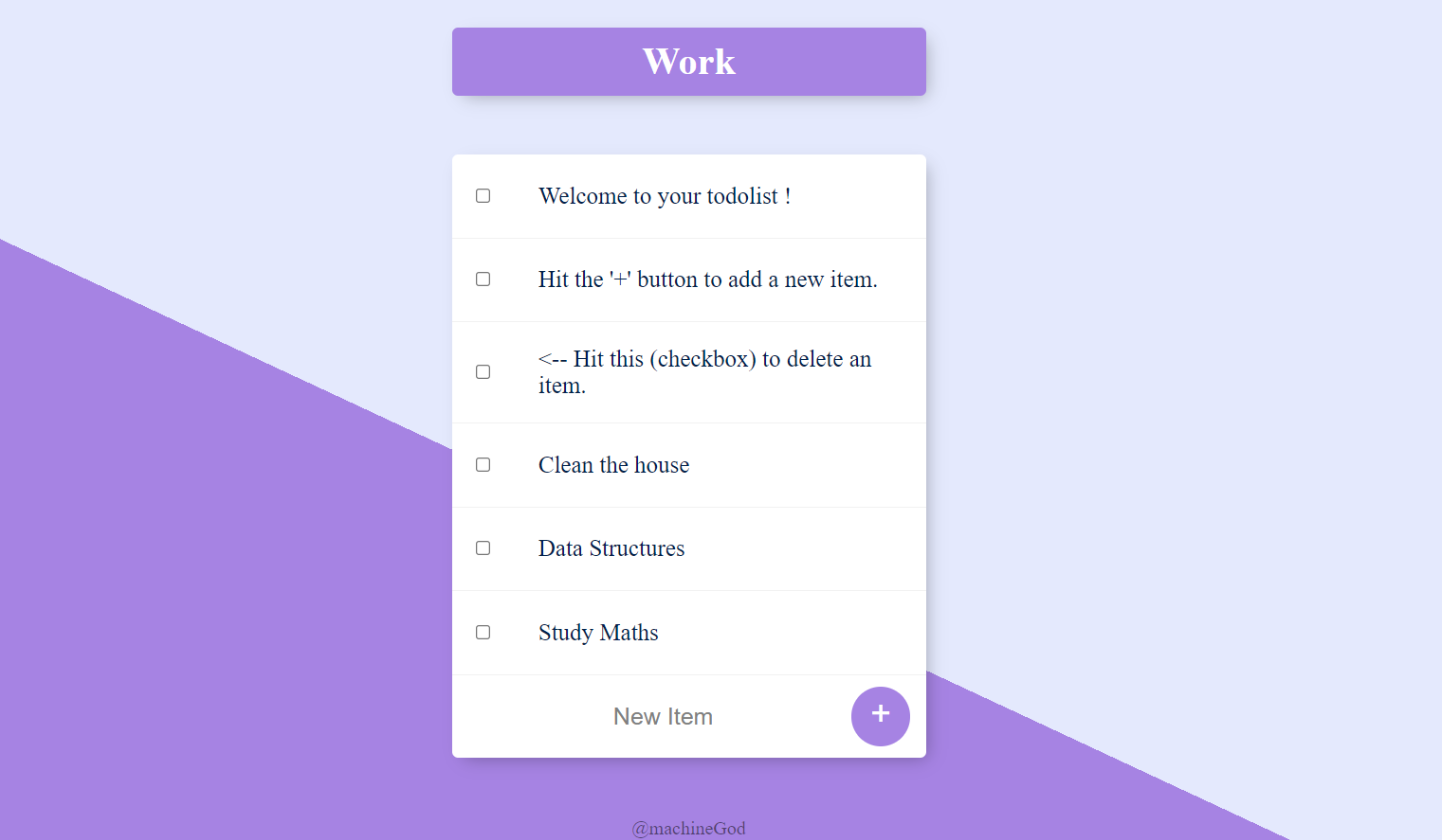 Work
Welcome to your todolist !
Hit the '+' button to add a new item.
<-- Hit this (checkbox) to delete an
item.
Clean the house
Data Structures
Study Maths
New Item
+
@machineGod